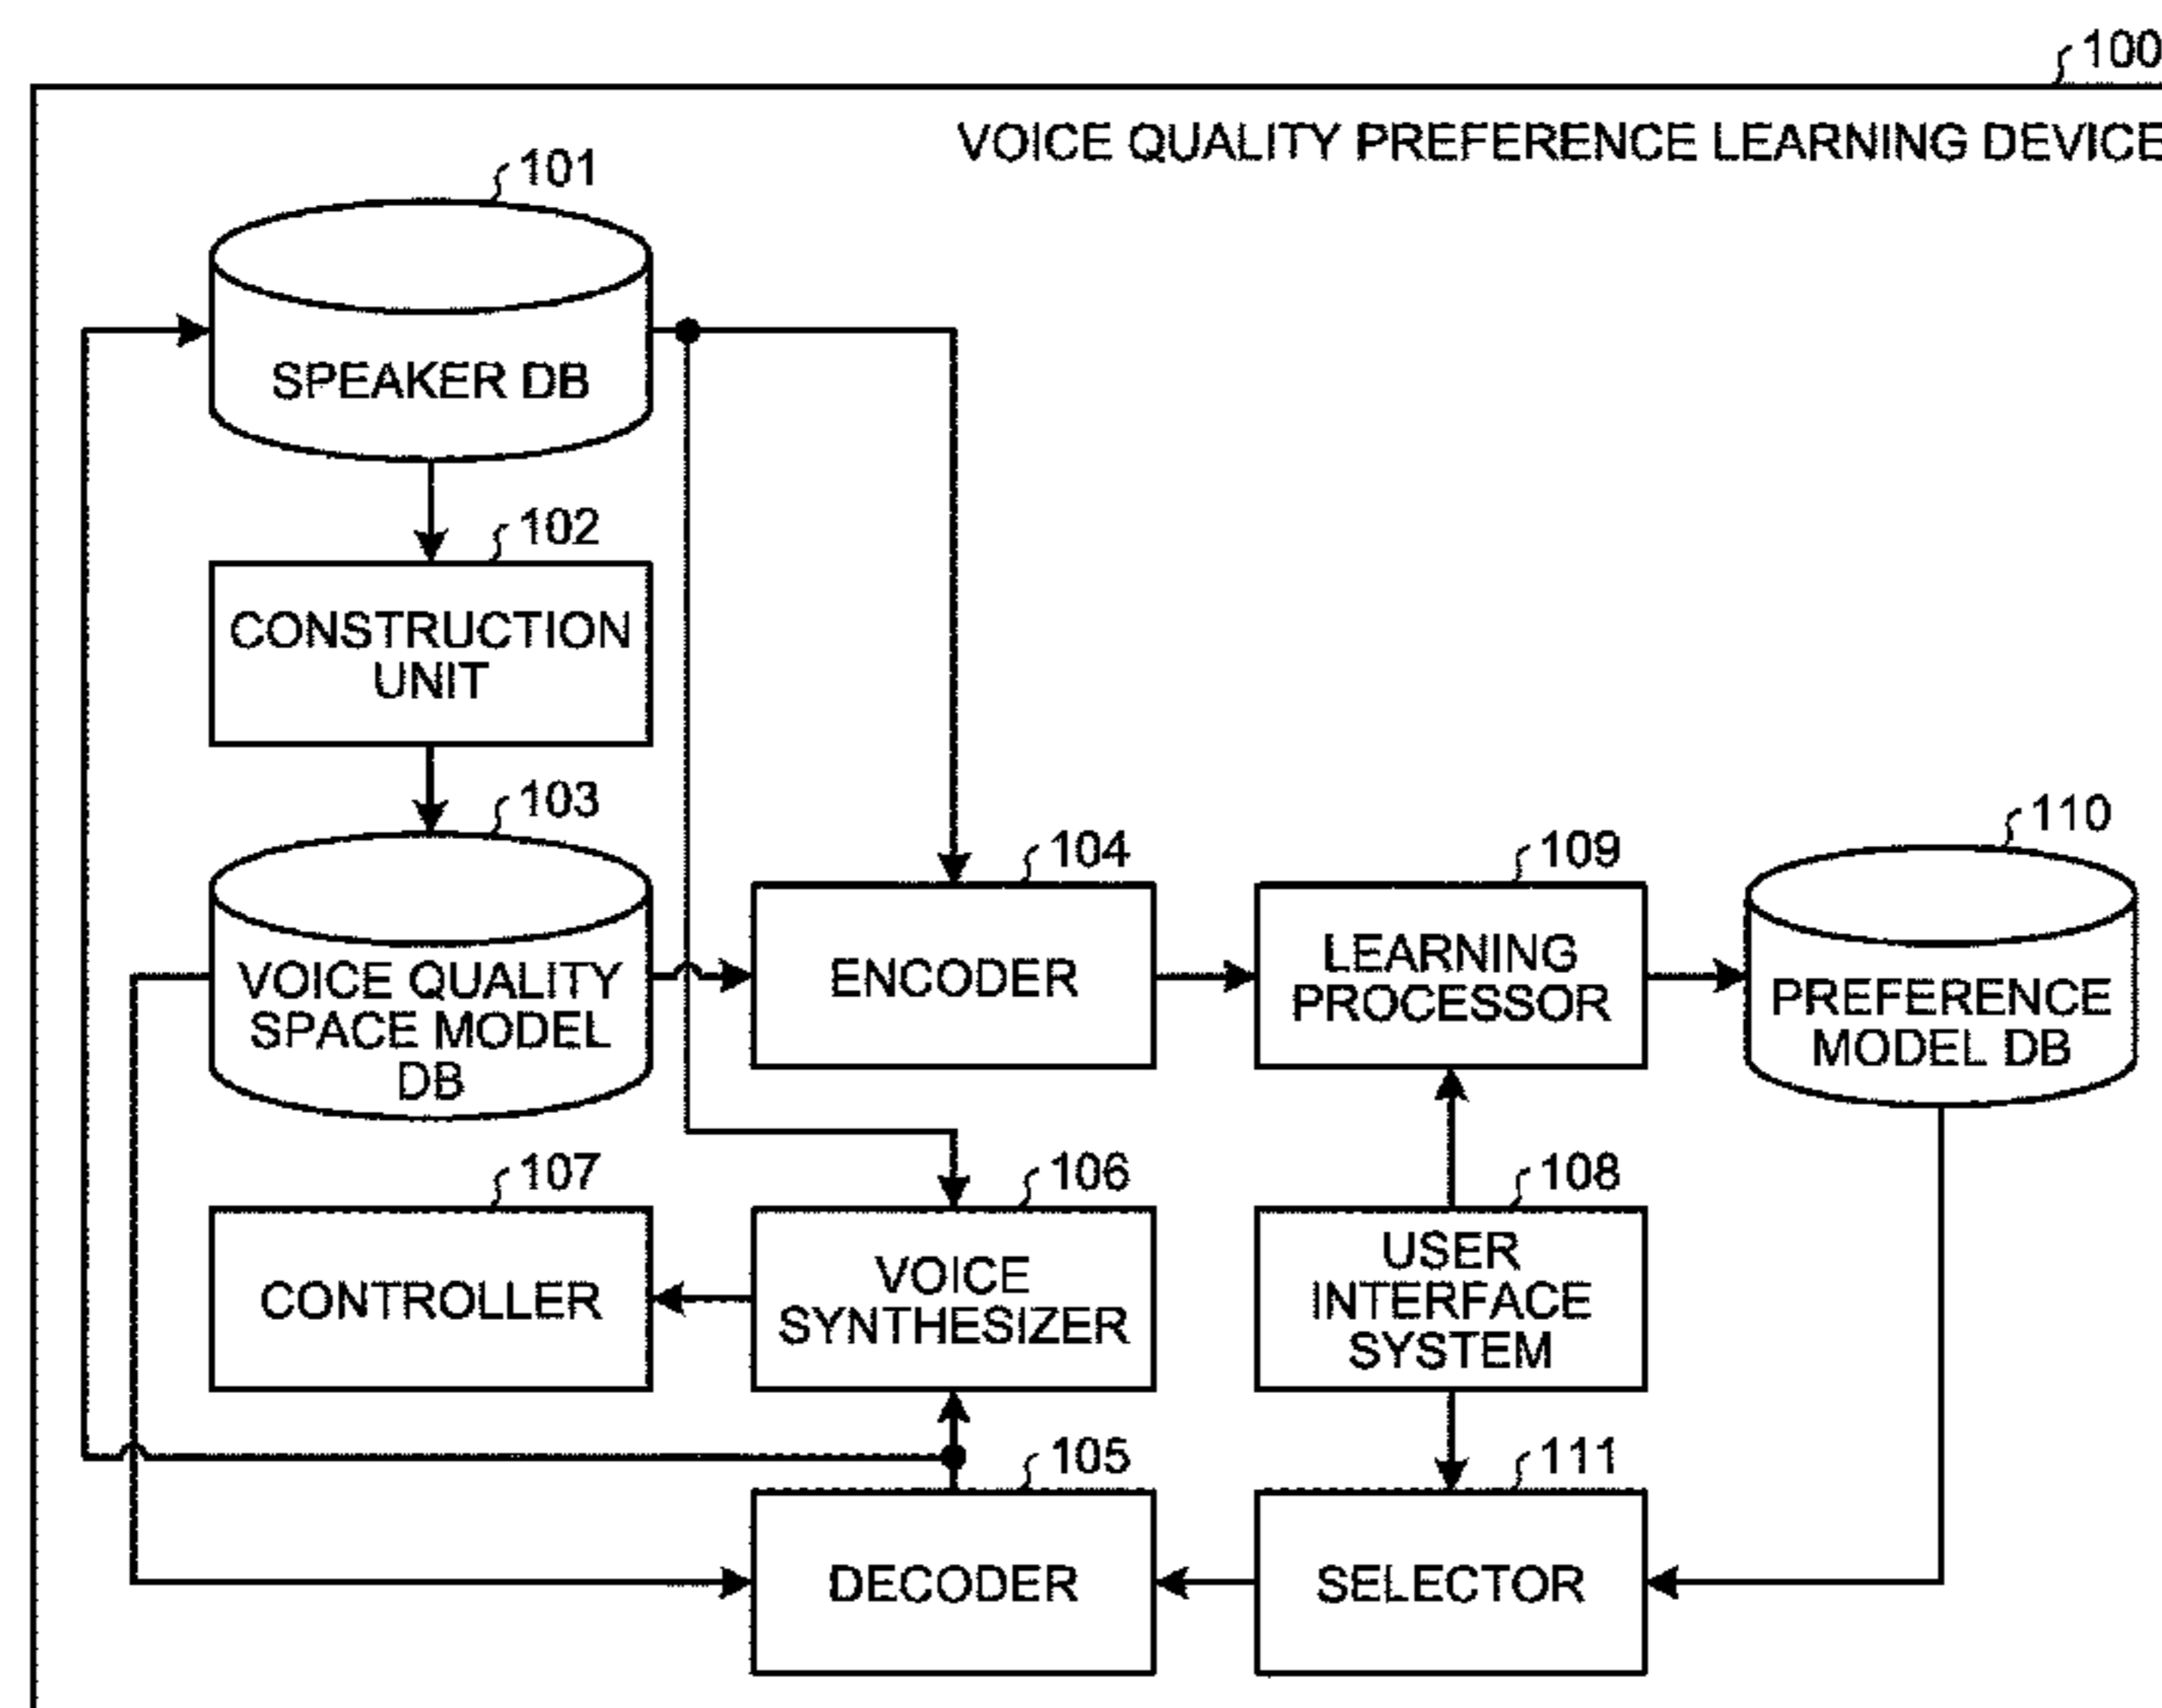 100
VOICE QUALITY PREFERENCE LEARNING DEVICE
101
SPEAKER DB
102
CONSTRUCTION
UNIT
103
VOICE QUALITY
SPACE MODEL
DB
104
ENCODER
109
LEARNING
PROCESSOR
110
PREFERENCE
MODEL DB
107
CONTROLLER
106
VOICE
SYNTHESIZER
108
USER
INTERFACE
SYSTEM
105
DECODER
111
SELECTOR